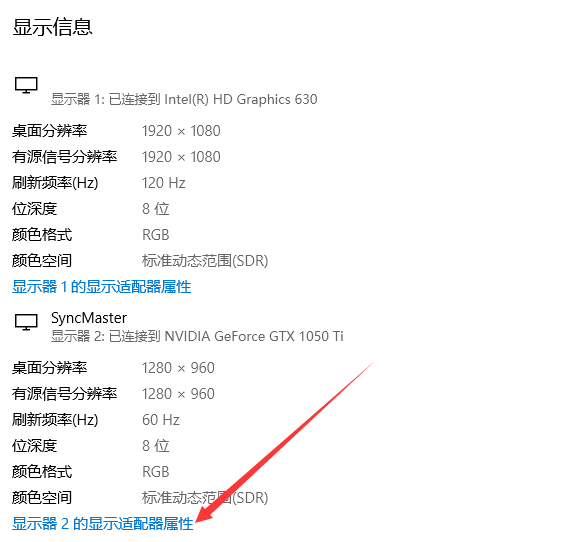 显示信息
显示器 1: 已连接到 Intel(R) HD Graphics 630
桌面分辨率 1920 × 1080
有源信号分辨率 1920 × 1080
刷新频率(Hz) 120 Hz
位深度 8 位
颜色格式 RGB
颜色空间 标准动态范围(SDR)
显示器 1 的显示适配器属性
SyncMaster
显示器 2: 已连接到 NVIDIA GeForce GTX 1050 Ti
桌面分辨率 1280 × 960
有源信号分辨率 1280 × 960
刷新频率(Hz) 60 Hz
位深度 8 位
颜色格式 RGB
颜色空间 标准动态范围(SDR)
显示器 2 的显示适配器属性